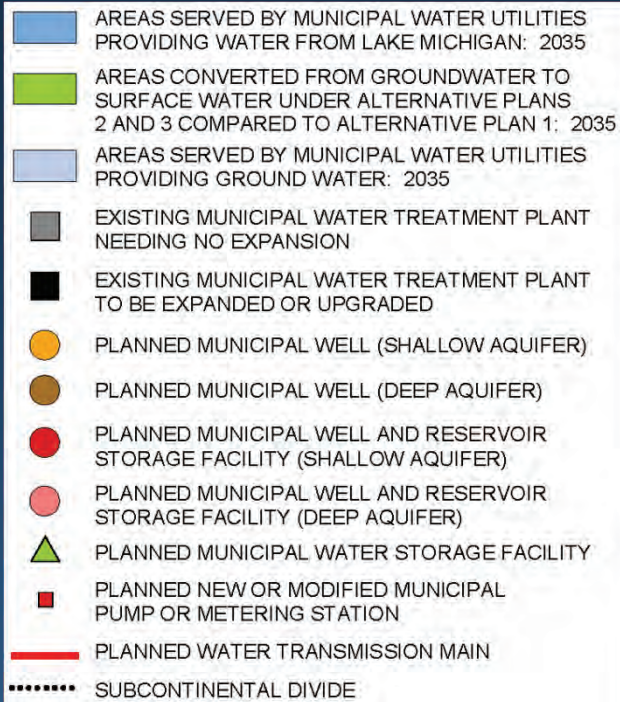 AREAS SERVED BY MUNICIPAL WATER UTILITIES
PROVIDING WATER FROM LAKE MICHIGAN: 2035
AREAS CONVERTED FROM GROUNDWATER TO
SURFACE WATER UNDER ALTERNATIVE PLANS
2 AND 3 COMPARED TO ALTERNATIVE PLAN 1: 2035
AREAS SERVED BY MUNICIPAL WATER UTILITIES
PROVIDING GROUND WATER: 2035
EXISTING MUNICIPAL WATER TREATMENT PLANT
NEEDING NO EXPANSION
EXISTING MUNICIPAL WATER TREATMENT PLANT
TO BE EXPANDED OR UPGRADED
PLANNED MUNICIPAL WELL (SHALLOW AQUIFER)
PLANNED MUNICIPAL WELL (DEEP AQUIFER)
PLANNED MUNICIPAL WELL AND RESERVOIR
STORAGE FACILITY (SHALLOW AQUIFER)
PLANNED MUNICIPAL WELL AND RESERVOIR
STORAGE FACILITY (DEEP AQUIFER)
PLANNED MUNICIPAL WATER STORAGE FACILITY
PLANNED NEW OR MODIFIED MUNICIPAL
PUMP OR METERING STATION
PLANNED WATER TRANSMISSION MAIN
SUBCONTINENTAL DIVIDE